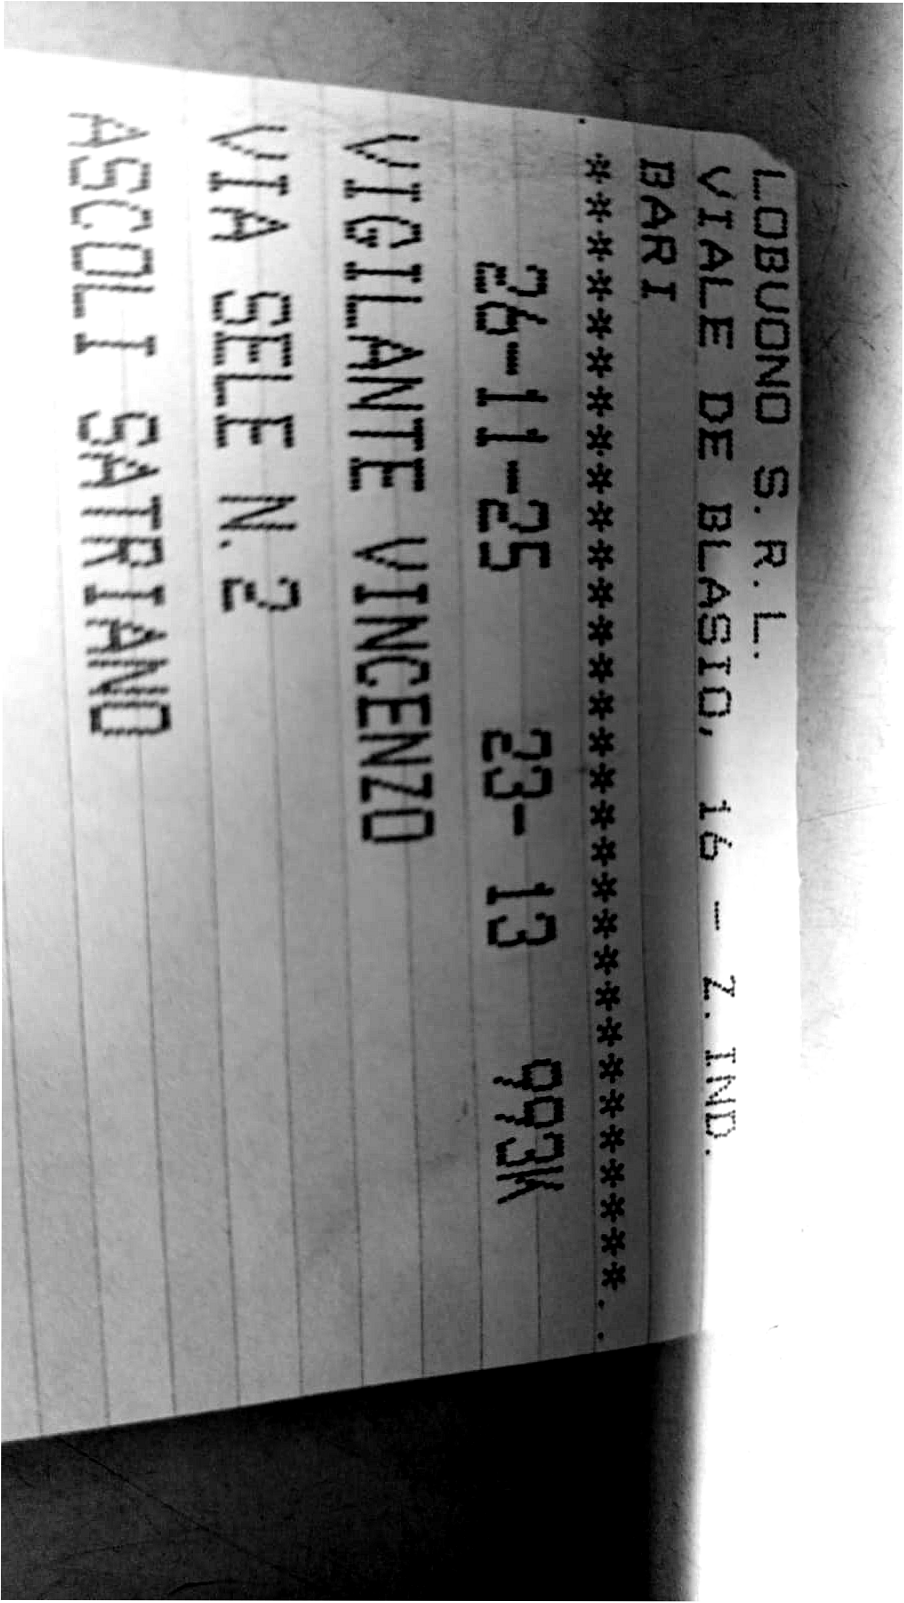 LOBUONO S.R.L.
VIALE DE BLASIO, 16 - Z.IND.
BARI
************************************..
26-11-25 23- 13 993K
VIGILANTE VINCENZO
VIA SELE N.2
ASCOLI SATRIANO